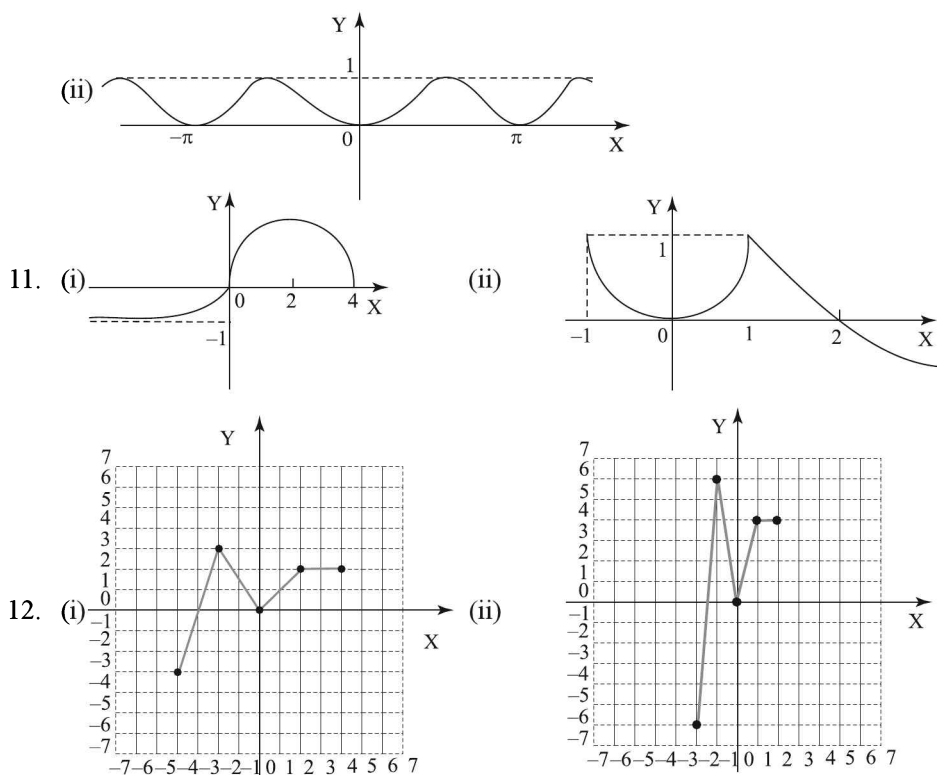 Y
1
(ii)
–π 0 π
X
Y
11. (i)
0 2 4
X
–1
Y
(ii)
1
–1 0 1 2
X
12. (i)
Y
7
6
5
4
3
2
1
0
–1
–2
–3
–4
–5
–6
–7
X
–7–6–5–4–3–2–1 0 1 2 3 4 5 6 7
(ii)
Y
7
6
5
4
3
2
1
0
–1
–2
–3
–4
–5
–6
–7
X
–7–6–5–4–3–2–1 0 1 2 3 4 5 6 7